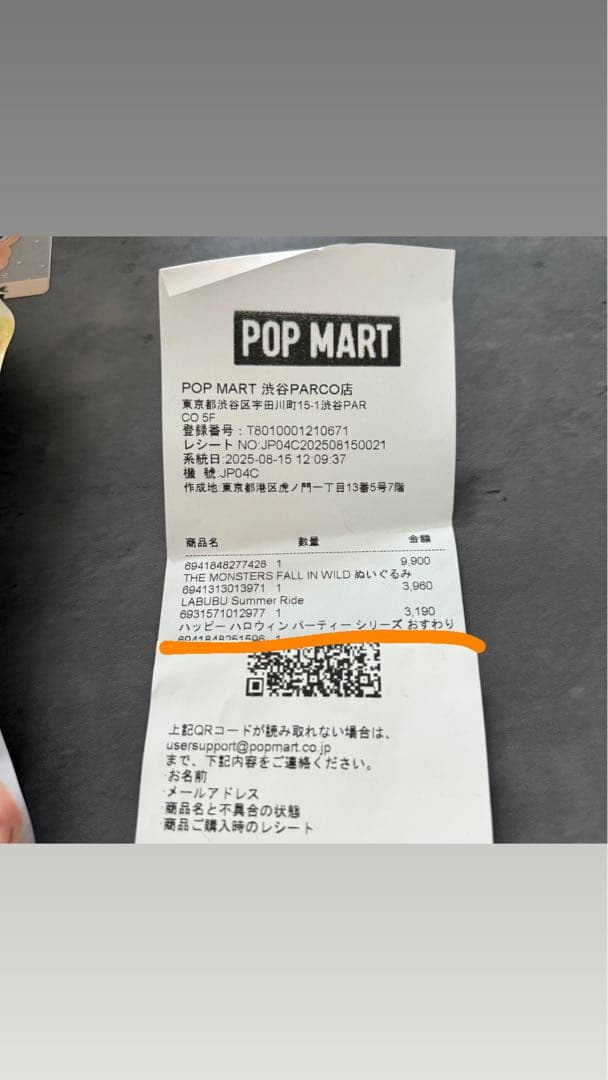 POP MART
POP MART 渋谷PARCO店
東京都渋谷区宇田川町15-1渋谷PAR
CO 5F
登録番号：T8010001210671
レシート NO:JP04C202508150021
系統日:2025-08-15 12:09:37
機 號:JP04C
作成地:東京都港区虎ノ門一丁目13番5号7階
商品名 数量 金額
6941848277428 1 9,900
THE MONSTERS FALL IN WILD ぬいぐるみ
6941313013971 1 3,960
LABUBU Summer Ride
6931571012977 1 3,190
ハッピー ハロウィン パーティー シリーズ おすわり
6941848251596 1
上記QRコードが読み取れない場合は、
usersupport@popmart.co.jp
まで、下記内容をご連絡ください。
·お名前
·メールアドレス
·商品名と不具合の状態
·商品ご購入時のレシート